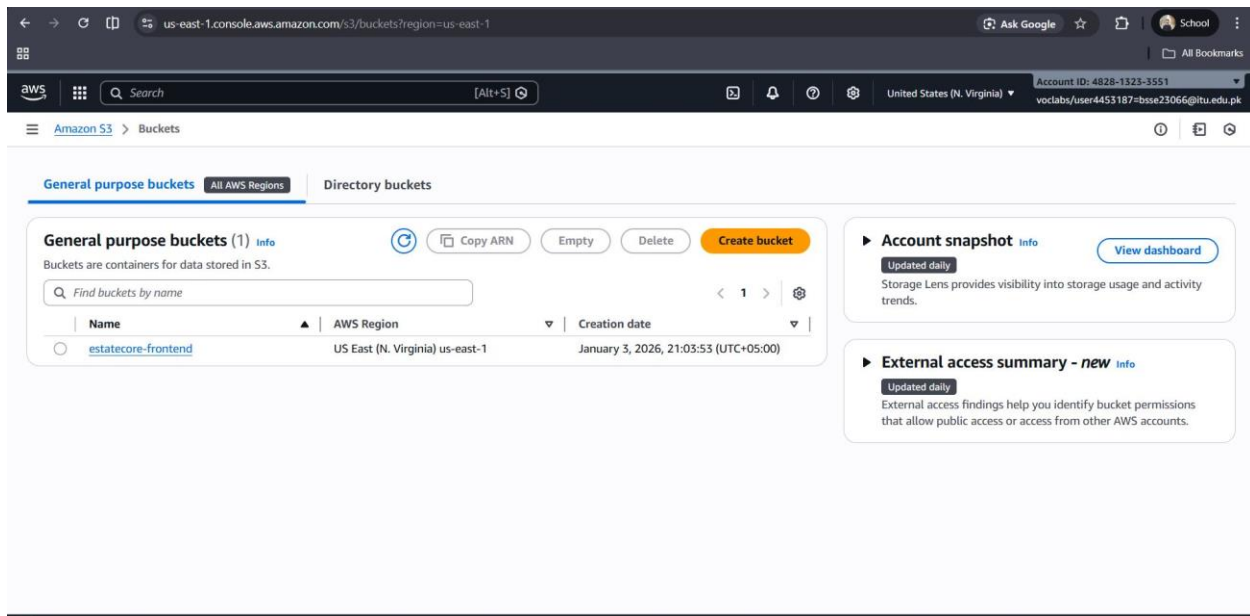 us-east-1.console.aws.amazon.com/s3/buckets?region=us-east-1
Ask Google
School
All Bookmarks
aws
Search
[Alt+S]
United States (N. Virginia)
Account ID: 4828-1323-3551
voclabs/user4453187=bsse23066@itu.edu.pk
Amazon S3 > Buckets
General purpose buckets All AWS Regions
Directory buckets
General purpose buckets (1) Info
Copy ARN
Empty
Delete
Create bucket
Buckets are containers for data stored in S3.
Find buckets by name
1
Name AWS Region Creation date
estatecore-frontend US East (N. Virginia) us-east-1 January 3, 2026, 21:03:53 (UTC+05:00)
Account snapshot Info
View dashboard
Updated daily
Storage Lens provides visibility into storage usage and activity
trends.
External access summary - new Info
Updated daily
External access findings help you identify bucket permissions
that allow public access or access from other AWS accounts.